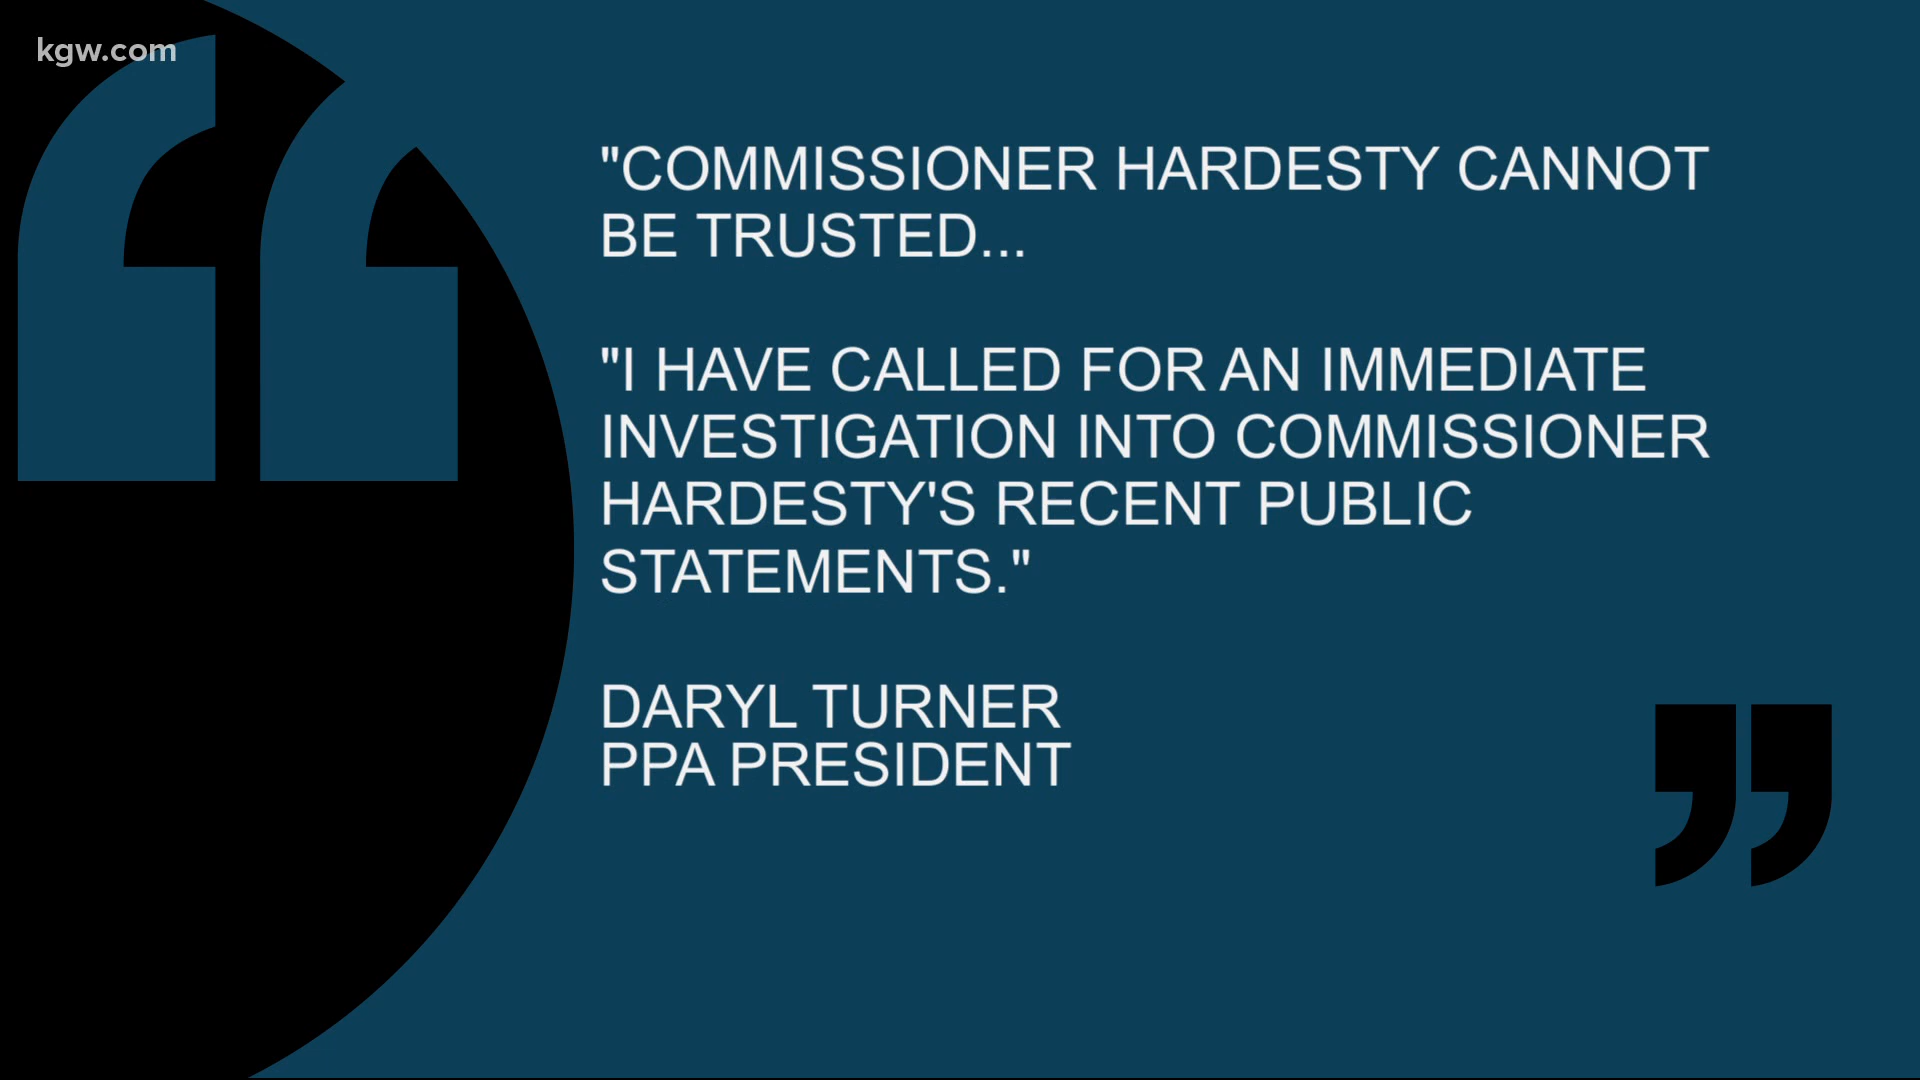 kgw.com
"COMMISSIONER HARDESTY CANNOT
BE TRUSTED...
"I HAVE CALLED FOR AN IMMEDIATE
INVESTIGATION INTO COMMISSIONER
HARDESTY'S RECENT PUBLIC
STATEMENTS."
DARYL TURNER
PPA PRESIDENT